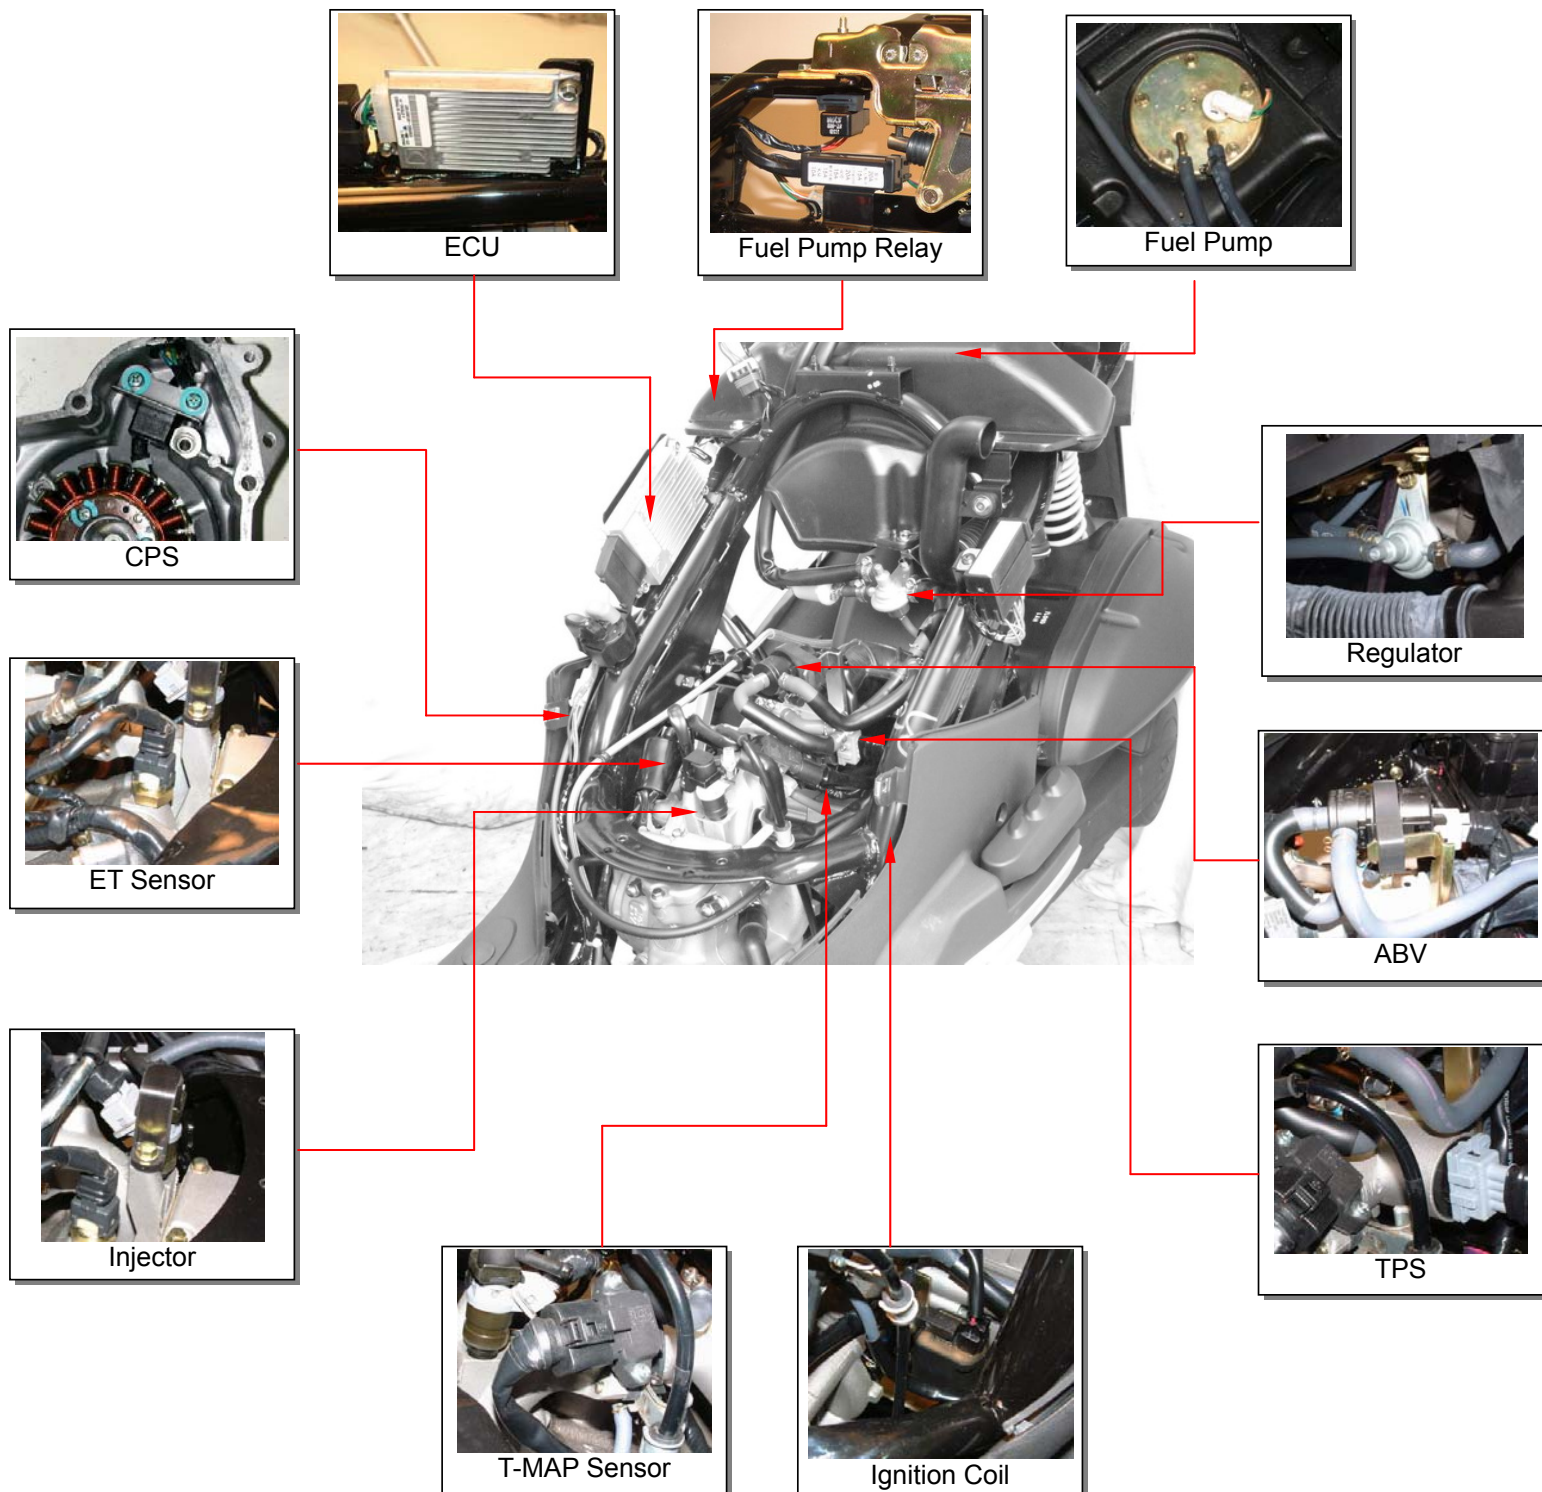 ECU
Fuel Pump Relay
Fuel Pump
CPS
Regulator
ET Sensor
ABV
Injector
TPS
T-MAP Sensor
Ignition Coil